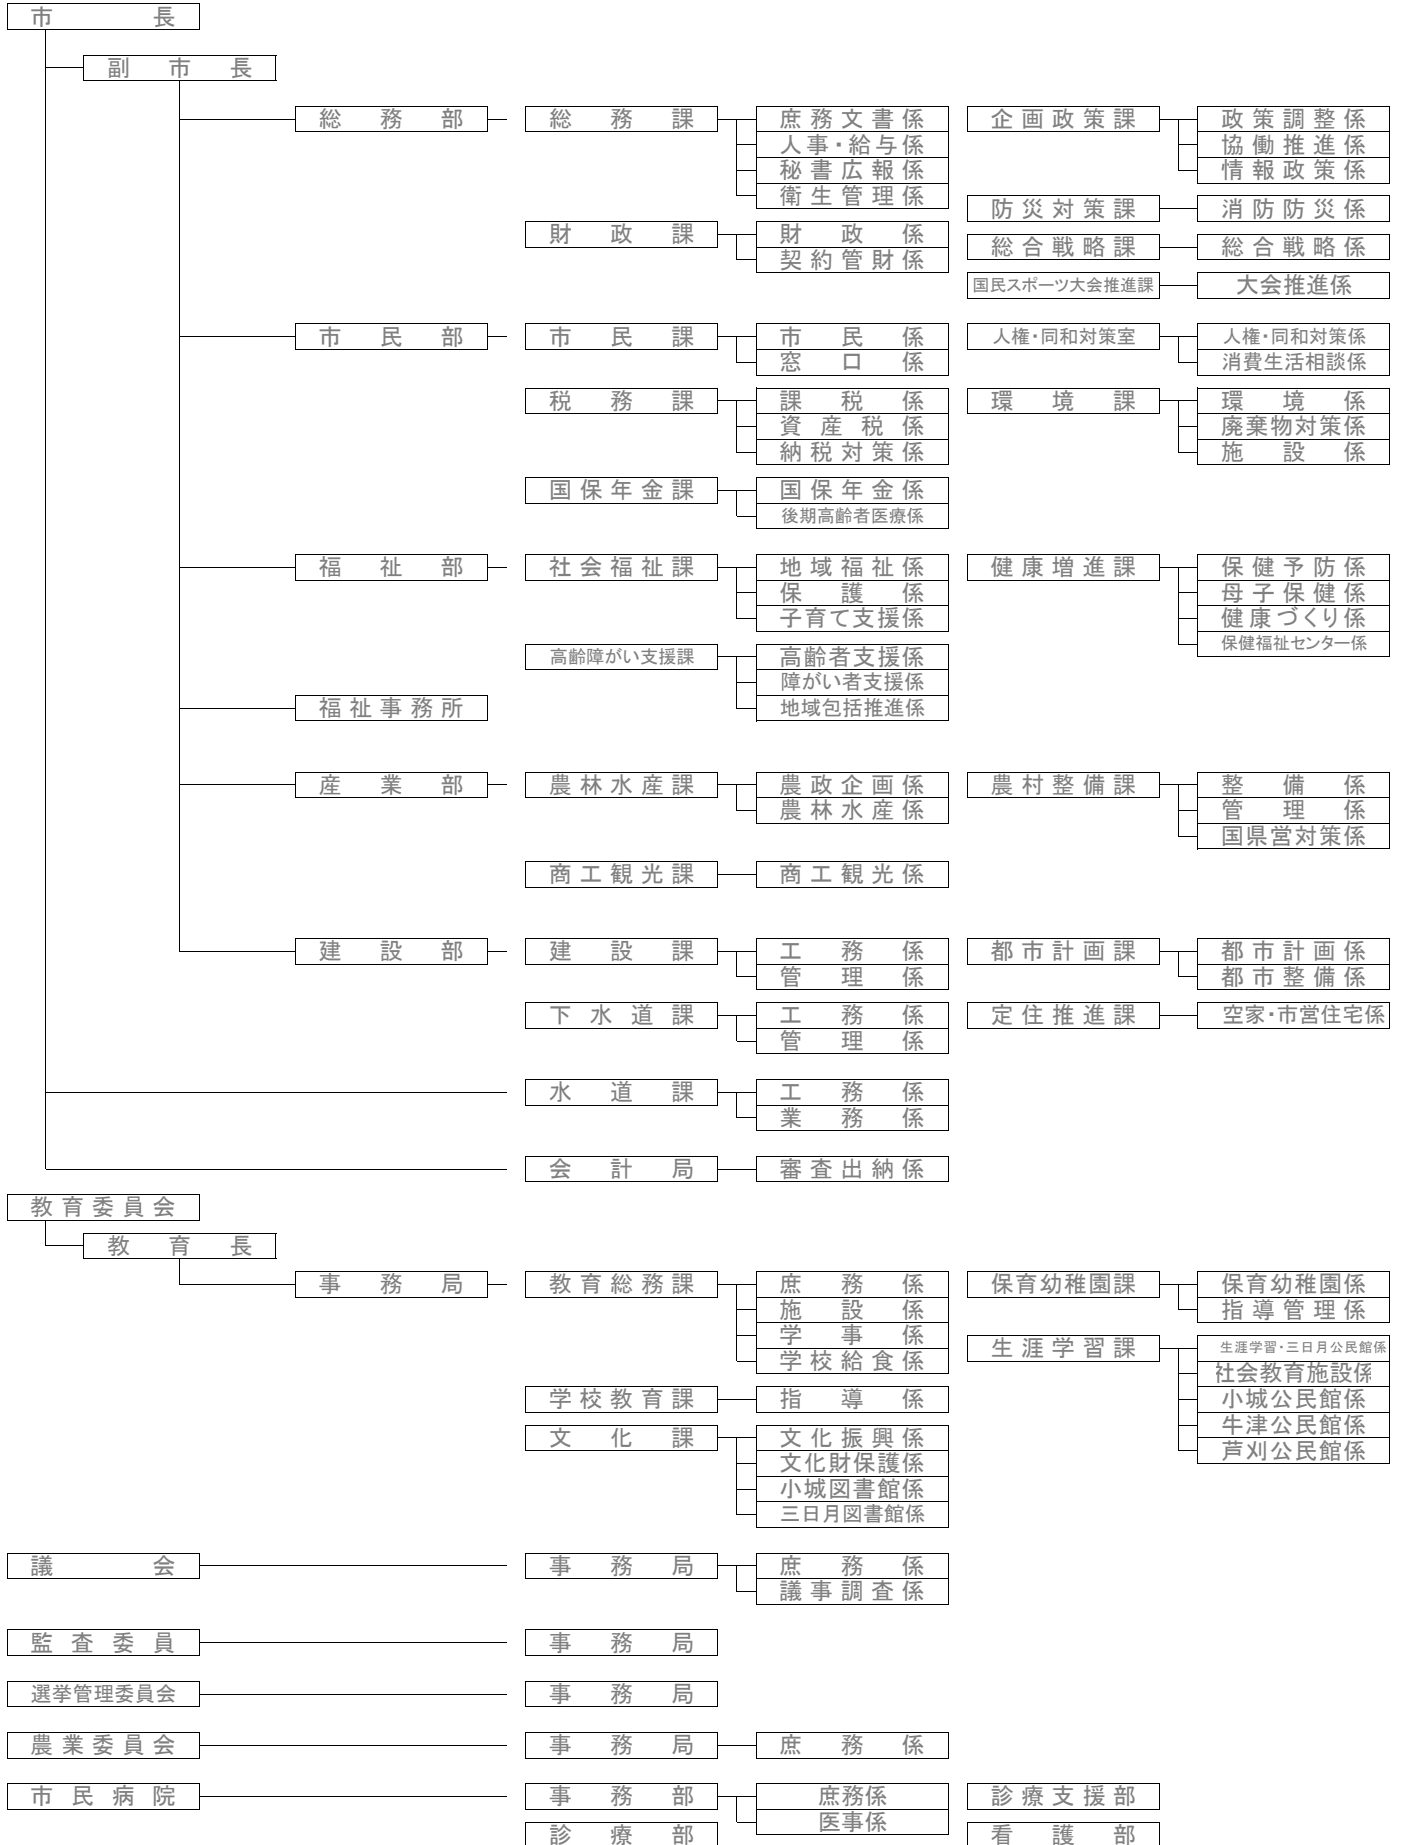 市長
副市長
総務部 総務課 庶務文書係 企画政策課 政策調整係
人事・給与係 協働推進係
秘書広報係 情報政策係
衛生管理係
防災対策課 消防防災係
財政課 財政係
総合戦略課 総合戦略係
契約管財係
国民スポーツ大会推進課 大会推進係
市民部 市民課 市民係 人権・同和対策室 人権・同和対策係
窓口係 消費生活相談係
税務課 課税係 環境課 環境係
資産税係 廃棄物対策係
納税対策係 施設係
国保年金課 国保年金係
後期高齢者医療係
福祉部 社会福祉課 地域福祉係 健康増進課 保健予防係
保護係 母子保健係
子育て支援係 健康づくり係
保健福祉センター係
高齢障がい支援課 高齢者支援係
障がい者支援係
福祉事務所 地域包括推進係
産業部 農林水産課 農政企画係 農村整備課 整備係
農林水産係 管理係
国県営対策係
商工観光課 商工観光係
建設部 建設課 工務係 都市計画課 都市計画係
管理係 都市整備係
下水道課 工務係 定住推進課 空家・市営住宅係
管理係
水道課 工務係
業務係
会計局 審査出納係
教育委員会
教育長
事務局 教育総務課 庶務係 保育幼稚園課 保育幼稚園係
施設係 指導管理係
学事係
生涯学習課 生涯学習・三日月公民館係
学校給食係
社会教育施設係
学校教育課 指導係 小城公民館係
牛津公民館係
文化課 文化振興係
芦刈公民館係
文化財保護係
小城図書館係
三日月図書館係
議会 事務局 庶務係
議事調査係
監査委員 事務局
選挙管理委員会 事務局
農業委員会 事務局 庶務係
市民病院 事務部 庶務係 診療支援部
医事係
診療部 看護部